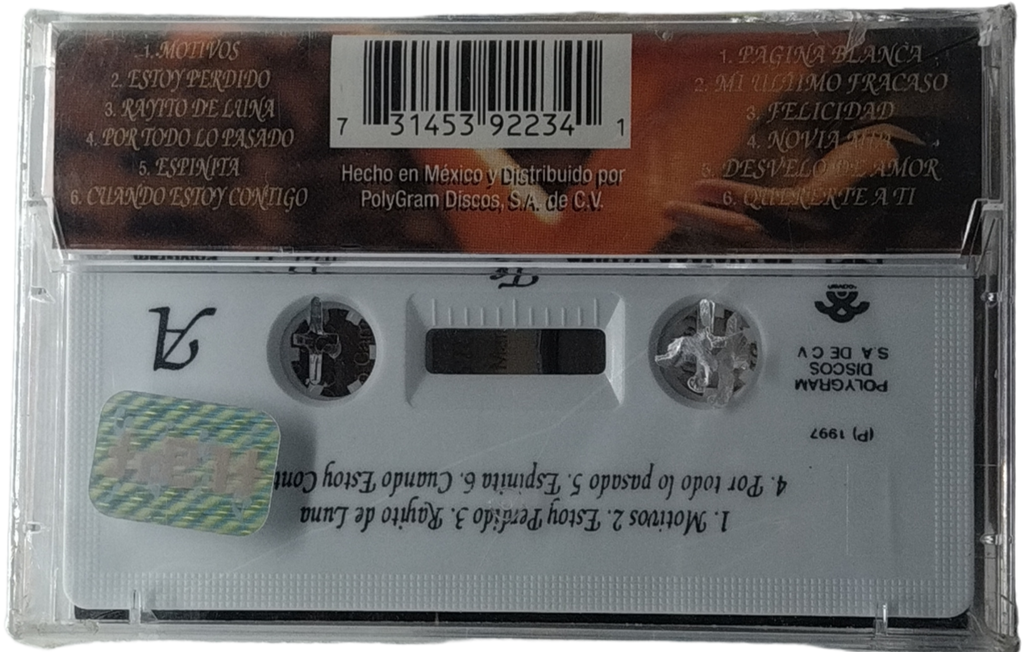 1. MOTIVOS
2. ESTOY PERDIDO
3. RAYITO DE LUNA
4. POR TODO LO PASADO
5. ESPINITA
6. CUANDO ESTOY CONTIGO
7 31453 92234 1
Hecho en México y Distribuido por
PolyGram Discos, S.A. de C.V.
1. PAGINA BLANCA
2. MI ULTIMO FRACASO
3. FELICIDAD
4. NOVIA MIA
5. DESVELO DE AMOR
6. QUIERERTE A TI
A
POLYGRAM
DISCOS
S.A DE C V
(P) 1997
1. Motivos 2. Estoy Perdido 3. Rayito de Luna
4. Por todo lo pasado 5. Espinita 6. Cuando Estoy Cont